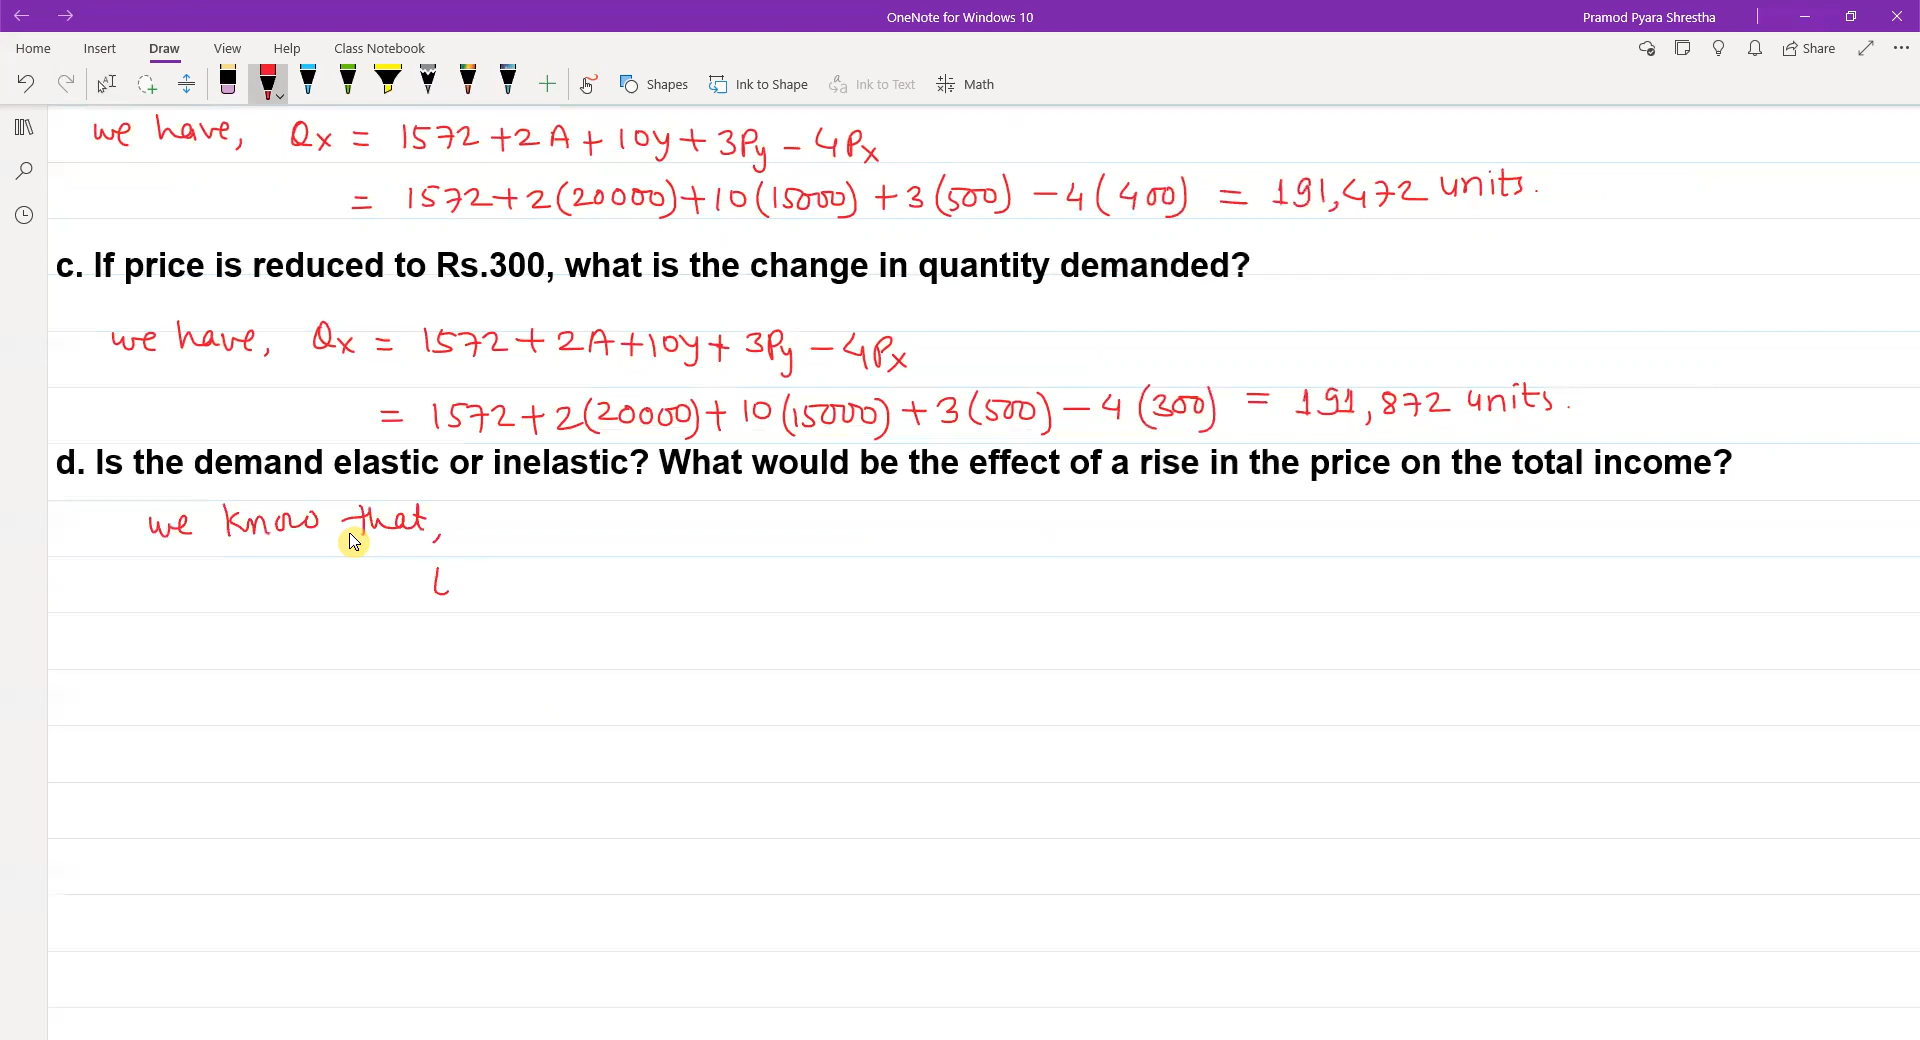 OneNote for Windows 10
Pramod Pyara Shrestha
Home Insert Draw View Help Class Notebook
Share
Shapes Ink to Shape Ink to Text Math
we have, Qx = 1572 + 2A + 10y + 3Py - 4Px
= 1572 + 2(20000) + 10(15000) + 3(500) - 4(400) = 191,472 units.
c. If price is reduced to Rs.300, what is the change in quantity demanded?
we have, Qx = 1572 + 2A + 10y + 3Py - 4Px
= 1572 + 2(20000) + 10(15000) + 3(500) - 4(300) = 191,872 units.
d. Is the demand elastic or inelastic? What would be the effect of a rise in the price on the total income?
we know that,